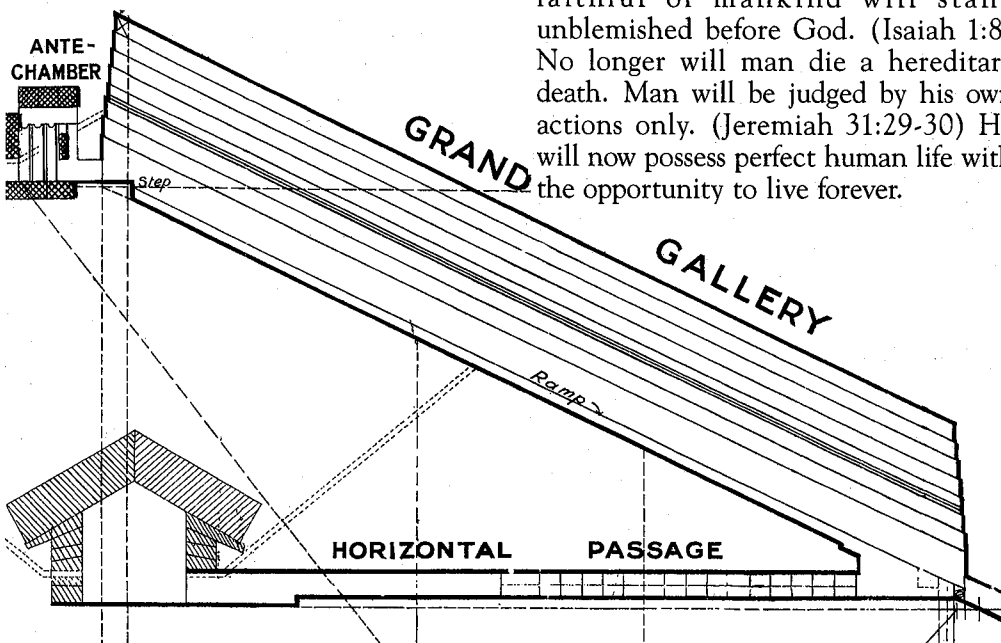 unblemished before God. (Isaiah 1:8
No longer will man die a hereditar
death. Man will be judged by his ow
actions only. (Jeremiah 31:29-30) H
will now possess perfect human life with
the opportunity to live forever.
ANTE-
CHAMBER
Step
GRAND
GALLERY
Ramp
HORIZONTAL PASSAGE